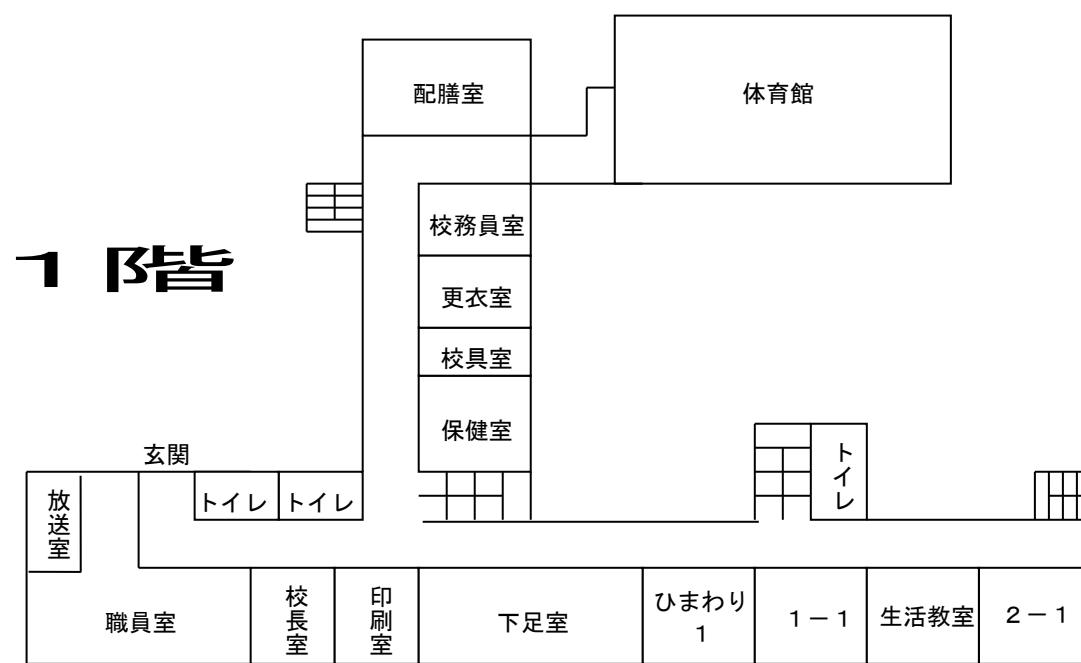 配膳室
体育館
校務員室
1 階
更衣室
校具室
保健室
玄関
トイレ
放送室
トイレ
トイレ
職員室
校長室
印刷室
下足室
ひまわり
1
1－1
生活教室
2－1